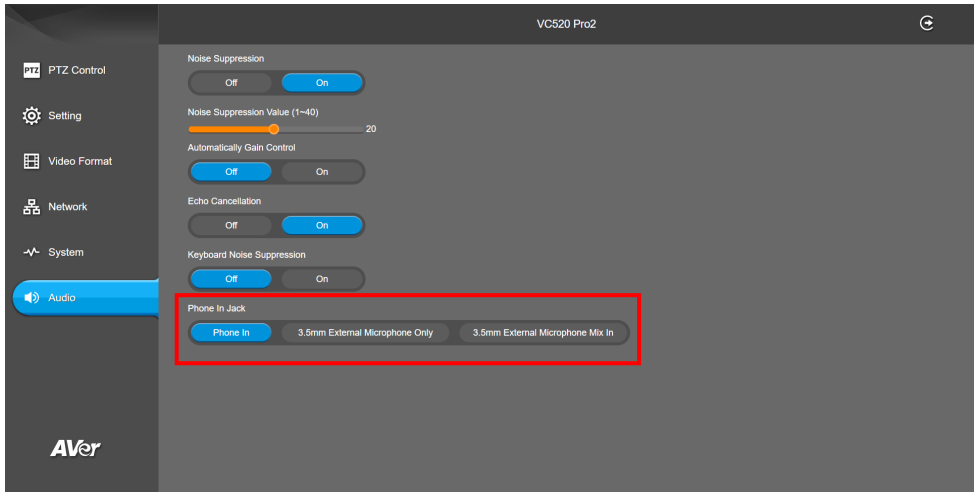 VC520 Pro2
PTZ PTZ Control
Setting
Video Format
Network
System
Audio
AVer
Noise Suppression
Off On
Noise Suppression Value (1~40)
20
Automatically Gain Control
Off On
Echo Cancellation
Off On
Keyboard Noise Suppression
Off On
Phone In Jack
Phone In 3.5mm External Microphone Only 3.5mm External Microphone Mix In